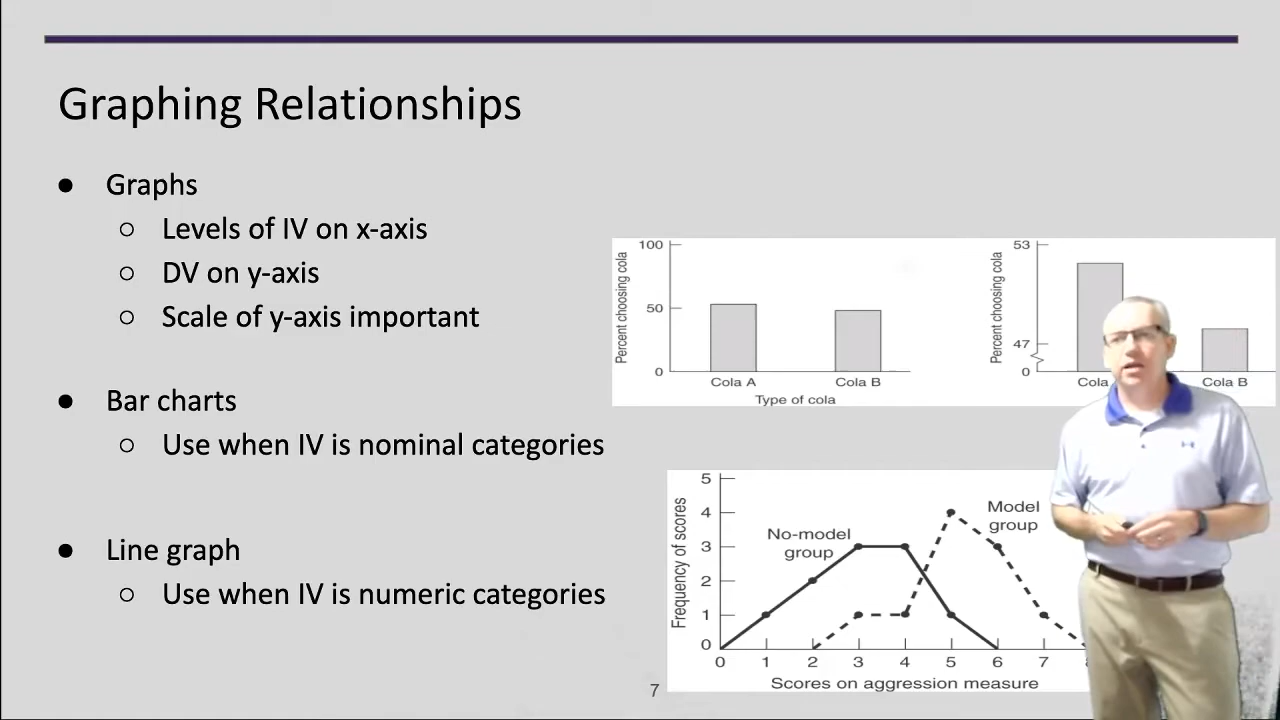 Graphing Relationships
● Graphs
○ Levels of IV on x-axis
○ DV on y-axis
○ Scale of y-axis important
● Bar charts
○ Use when IV is nominal categories
● Line graph
○ Use when IV is numeric categories
Percent choosing cola
100
50
0
Cola A
Cola B
Type of cola
Percent choosing cola
53
47
0
Cola
Cola B
Frequency of scores
5
4
3
2
1
0
No-model
group
Model
group
0 1 2 3 4 5 6 7
Scores on aggression measure
7